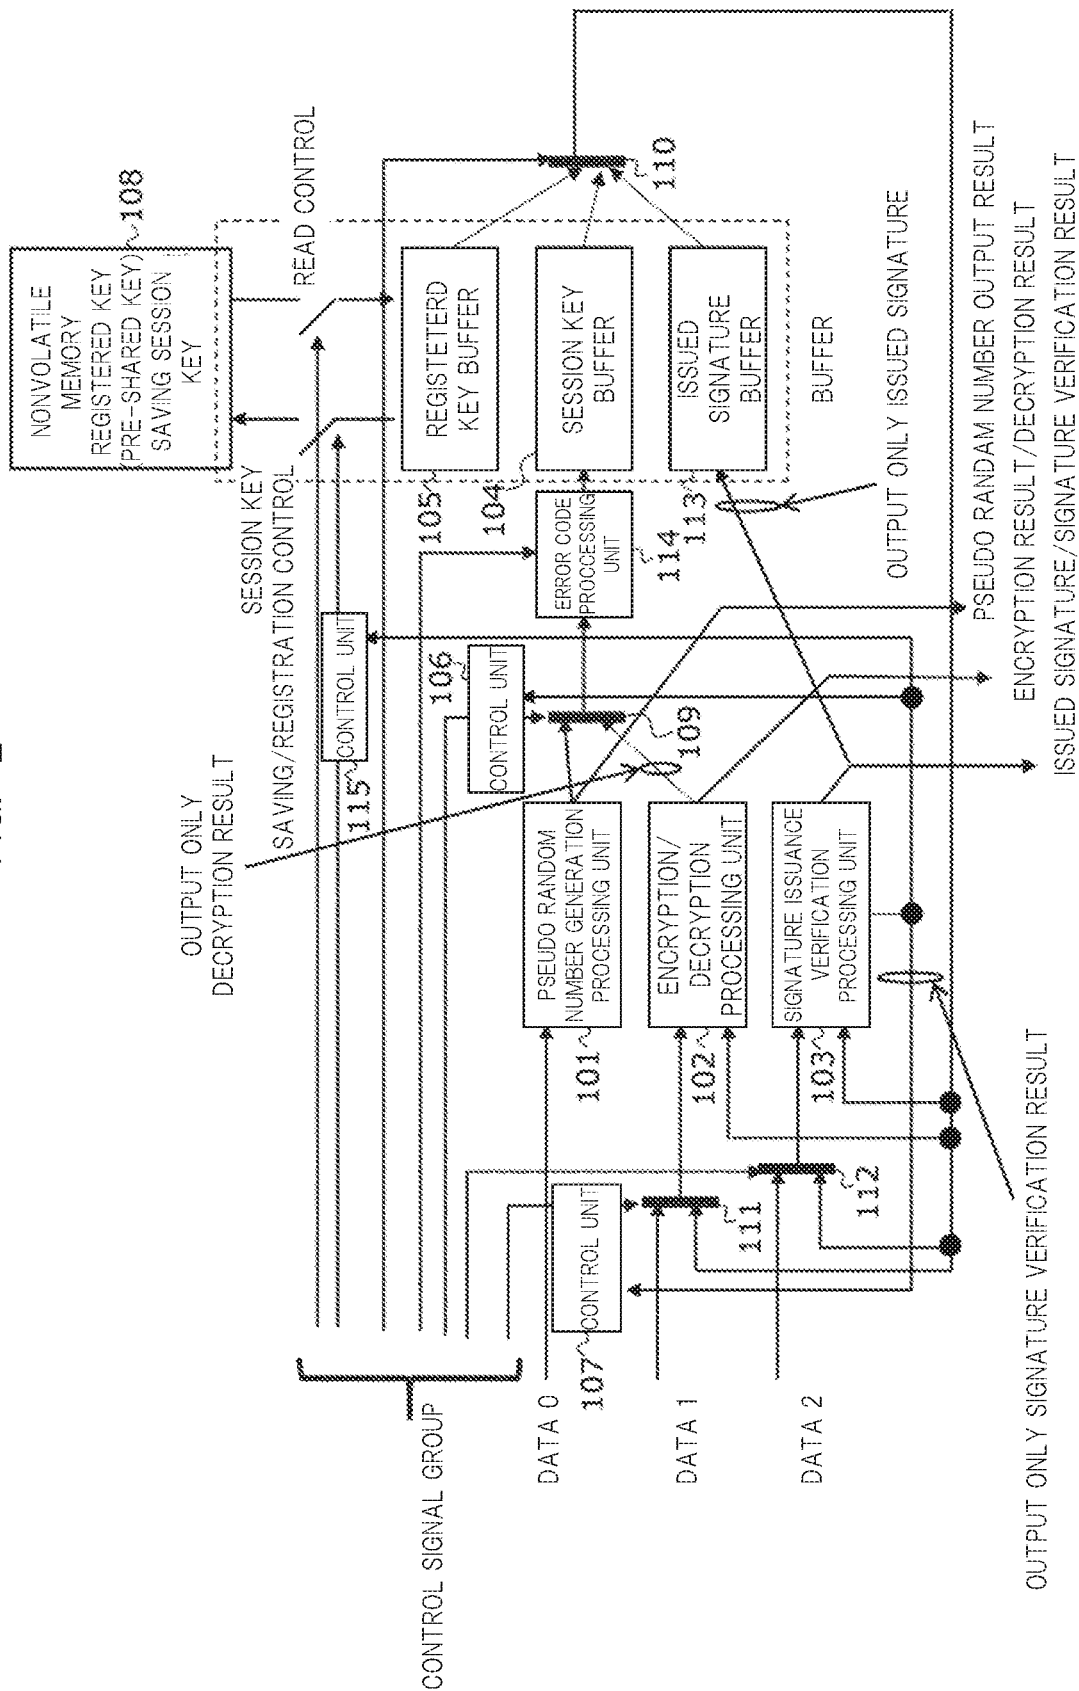 NONVOLATILE
MEMORY
REGISTERED KEY
(PRE-SHARED KEY)
SAVING SESSION
KEY
108
READ CONTROL
SESSION KEY
SAVING/REGISTRATION CONTROL
REGISTETERD
KEY BUFFER
105
SESSION KEY
BUFFER
104
ISSUED
SIGNATURE
BUFFER
113
BUFFER
110
ERROR CODE
PROCCESSING
UNIT
114
CONTROL UNIT
115
CONTROL UNIT
106
109
OUTPUT ONLY
DECRYPTION RESULT
OUTPUT ONLY ISSUED SIGNATURE
PSEUDO RANDAM NUMBER OUTPUT RESULT
ENCRYPTION RESULT/DECRYPTION RESULT
ISSUED SIGNATURE/SIGNATURE VERIFICATION RESULT
PSEUDO RANDOM
NUMBER GENERATION
PROCESSING UNIT
101
ENCRYPTION/
DECRYPTION
PROCESSING UNIT
102
SIGNATURE ISSUANCE
VERIFICATION
PROCESSING UNIT
103
CONTROL UNIT
107
111
112
CONTROL SIGNAL GROUP
DATA 0
DATA 1
DATA 2
OUTPUT ONLY SIGNATURE VERIFICATION RESULT